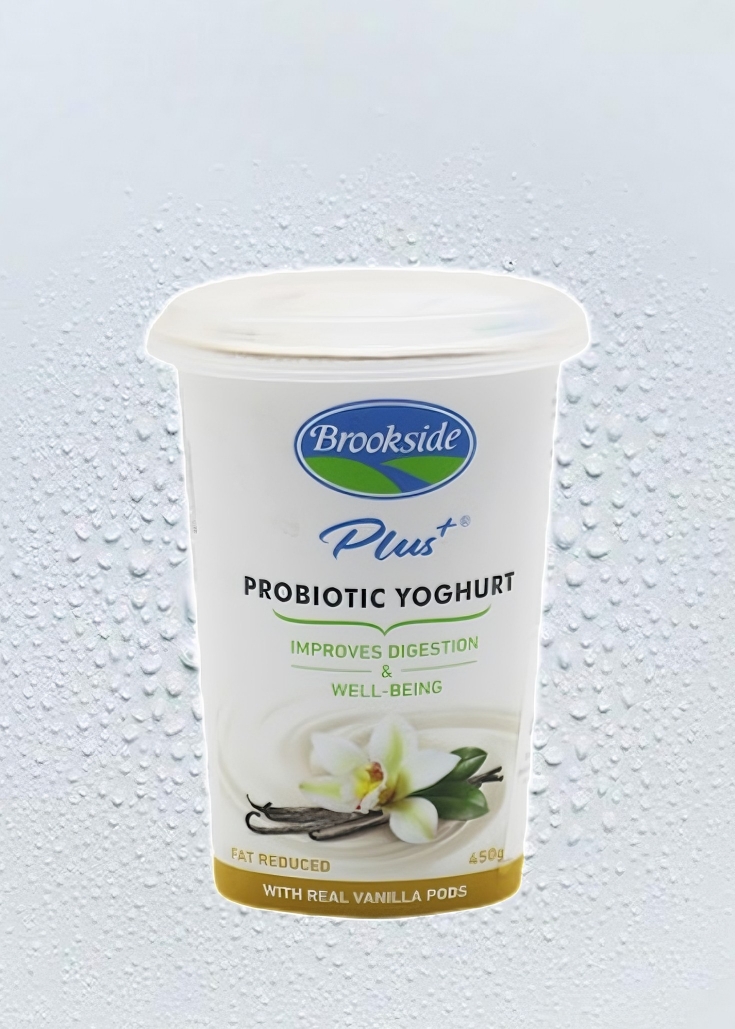 Brookside
Plus+®
PROBIOTIC YOGHURT
IMPROVES DIGESTION
&
WELL-BEING
FAT REDUCED
450g
WITH REAL VANILLA PODS